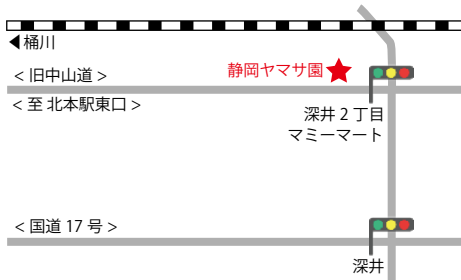 ◀桶川
< 旧中山道 >
静岡ヤマサ園
< 至 北本駅東口 >
深井 2 丁目
マミーマート
< 国道 17 号 >
深井